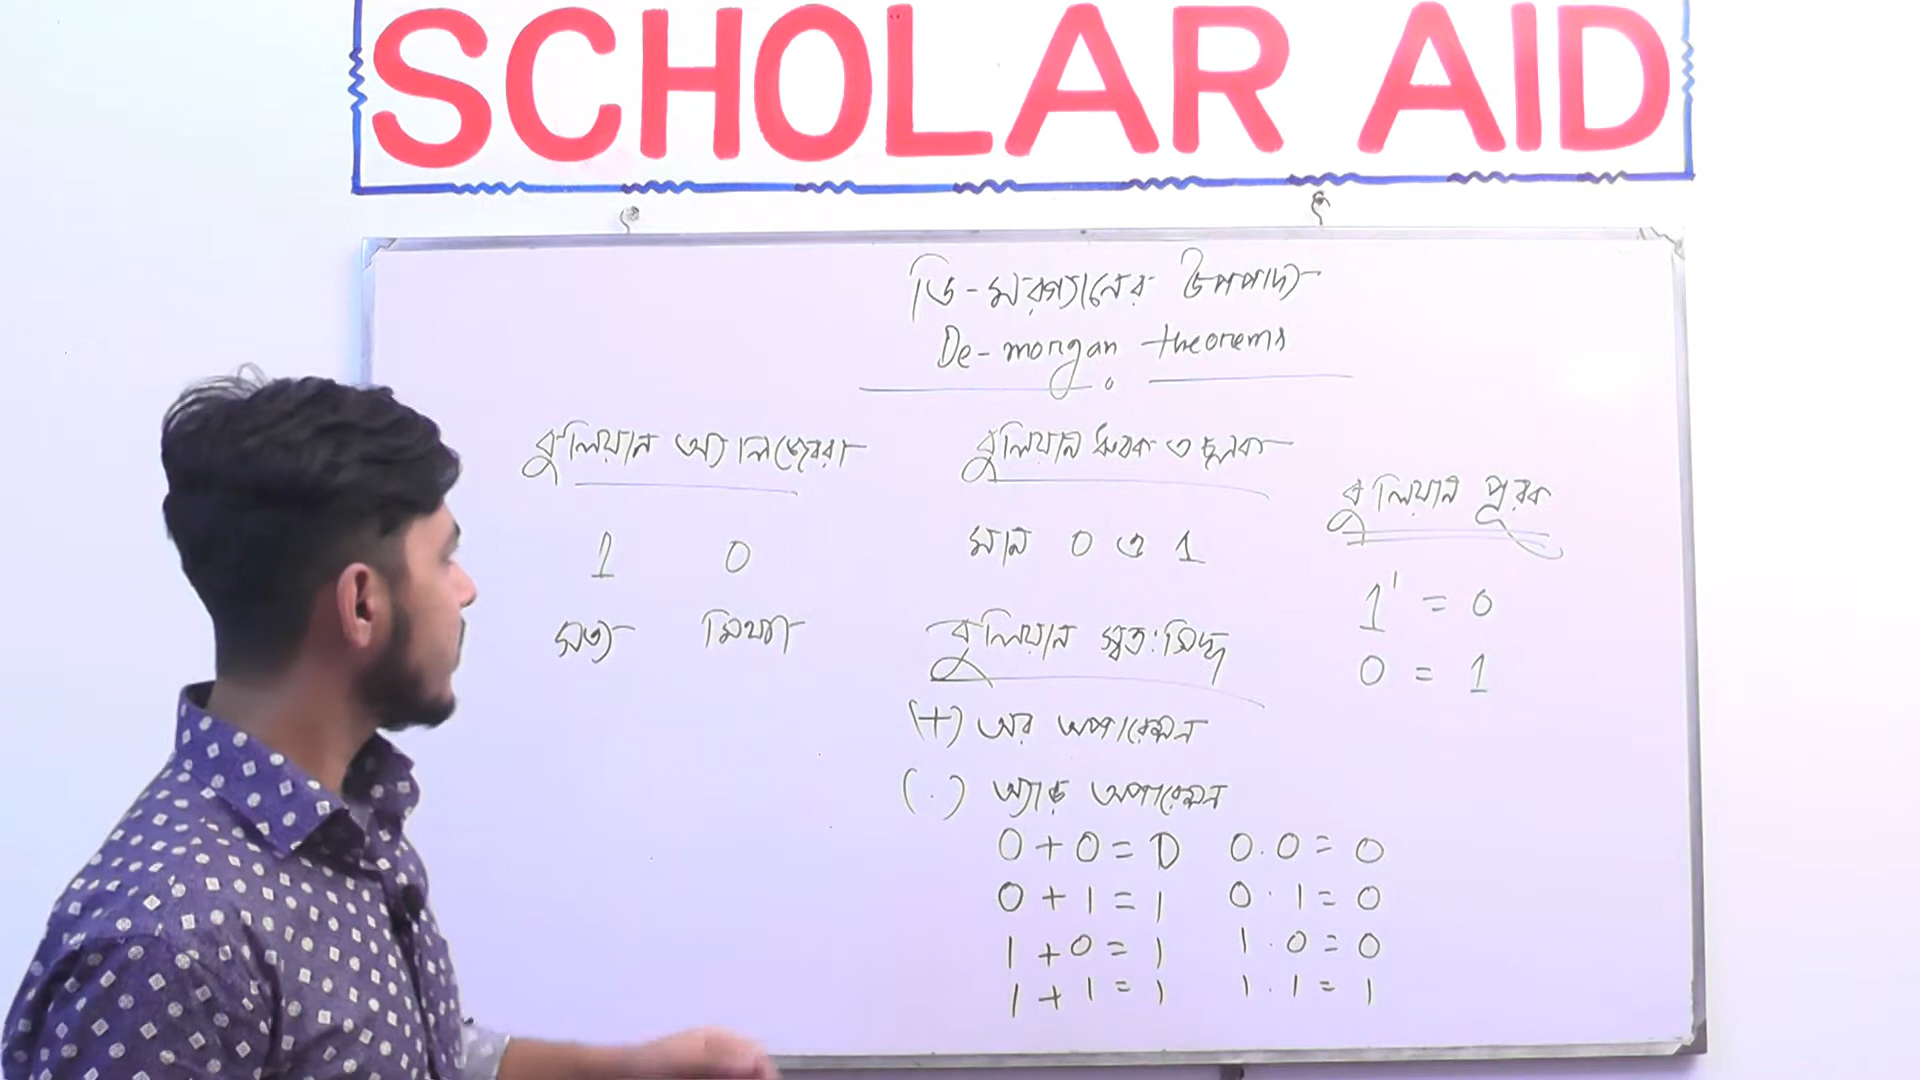 SCHOLAR AID
ডি-মরগ্যানের উপপাদ্য
De-morgan theorems
বুলিয়ান অ্যালজেবরা
1 0
সত্য মিথ্যা
বুলিয়ান ধ্রুবক ও চলক
মান 0 ও 1
বুলিয়ান স্বতঃসিদ্ধ
(+) অর অপারেশন
(.) অ্যান্ড অপারেশন
0+0=0 0.0=0
0+1=1 0.1=0
1+0=1 1.0=0
1+1=1 1.1=1
বুলিয়ান পূরক
1'=0
0=1